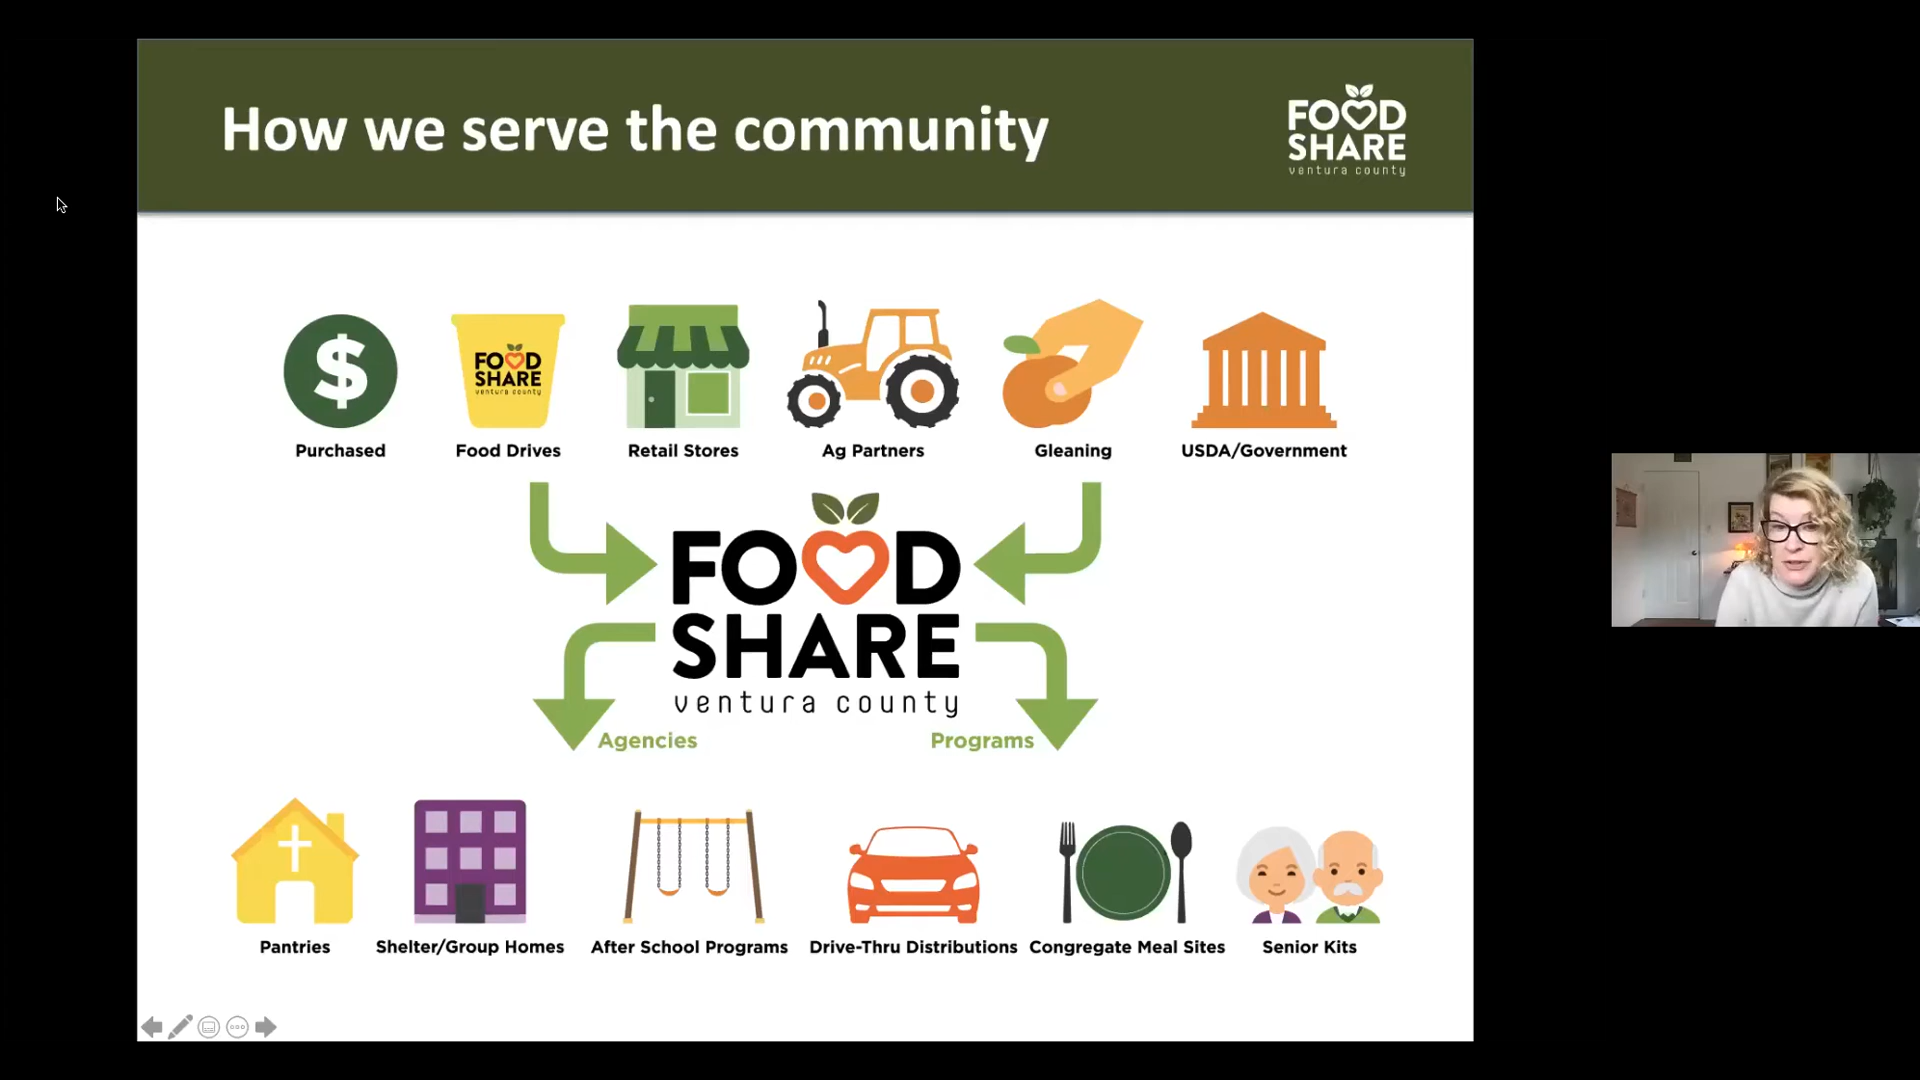 How we serve the community
FOOD
SHARE
ventura county
$
FOOD
SHARE
ventura county
Purchased
Food Drives
Retail Stores
Ag Partners
Gleaning
USDA/Government
FOOD
SHARE
ventura county
Agencies
Programs
Pantries
Shelter/Group Homes
After School Programs
Drive-Thru Distributions
Congregate Meal Sites
Senior Kits